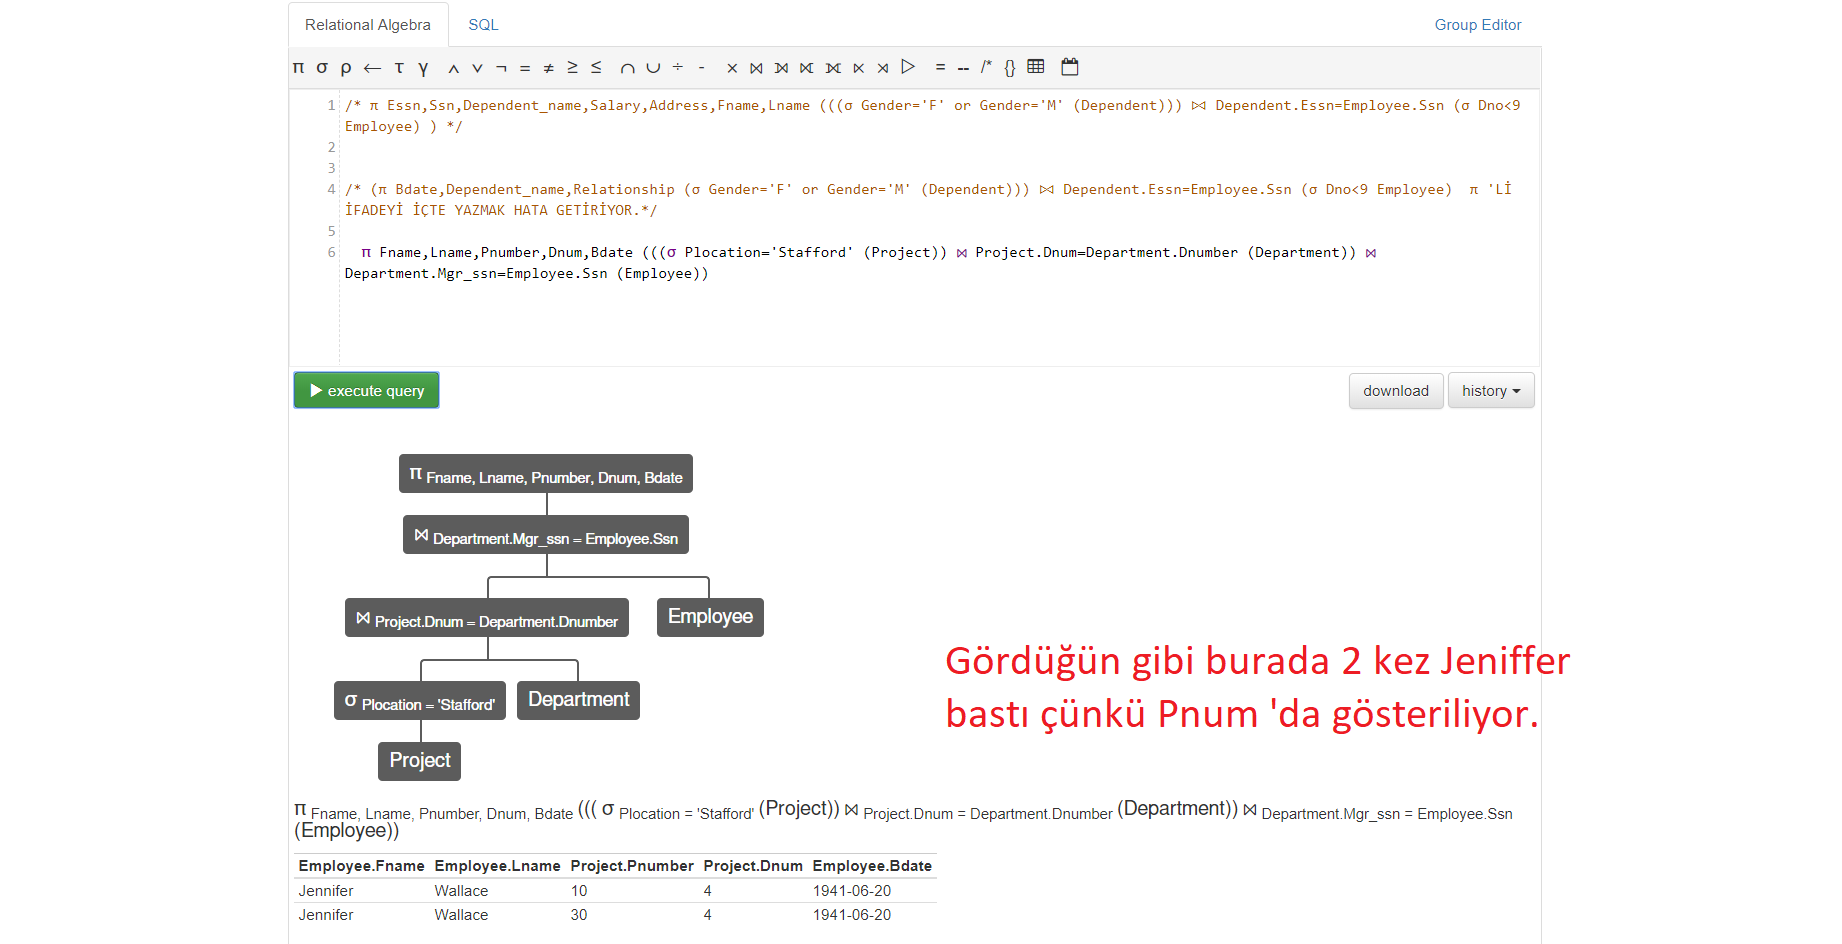 Relational Algebra SQL Group Editor
π σ ρ ← τ γ ∧ ∨ ¬ = ≠ ≥ ≤ ∩ ∪ ÷ - × ⋈ ⟕ ⟖ ⟗ ⋉ ⋊ ▷ = -- /* {}
1 /* π Essn,Ssn,Dependent_name,Salary,Address,Fname,Lname (((σ Gender='F' or Gender='M' (Dependent))) ⋈ Dependent.Essn=Employee.Ssn (σ Dno<9
Employee) ) */
2
3
4 /* (π Bdate,Dependent_name,Relationship (σ Gender='F' or Gender='M' (Dependent))) ⋈ Dependent.Essn=Employee.Ssn (σ Dno<9 Employee)  π 'Lİ
İFADEYİ İÇTE YAZMAK HATA GETİRİYOR.*/
5
6 π Fname,Lname,Pnumber,Dnum,Bdate (((σ Plocation='Stafford' (Project)) ⋈ Project.Dnum=Department.Dnumber (Department)) ⋈
Department.Mgr_ssn=Employee.Ssn (Employee))
▶ execute query download history
π Fname, Lname, Pnumber, Dnum, Bdate
⋈ Department.Mgr_ssn = Employee.Ssn
⋈ Project.Dnum = Department.Dnumber Employee
σ Plocation = 'Stafford' Department
Project
Gördüğün gibi burada 2 kez Jeniffer
bastı çünkü Pnum 'da gösteriliyor.
π Fname, Lname, Pnumber, Dnum, Bdate ((( σ Plocation = 'Stafford' (Project)) ⋈ Project.Dnum = Department.Dnumber (Department)) ⋈ Department.Mgr_ssn = Employee.Ssn
(Employee))
Employee.Fname Employee.Lname Project.Pnumber Project.Dnum Employee.Bdate
Jennifer Wallace 10 4 1941-06-20
Jennifer Wallace 30 4 1941-06-20